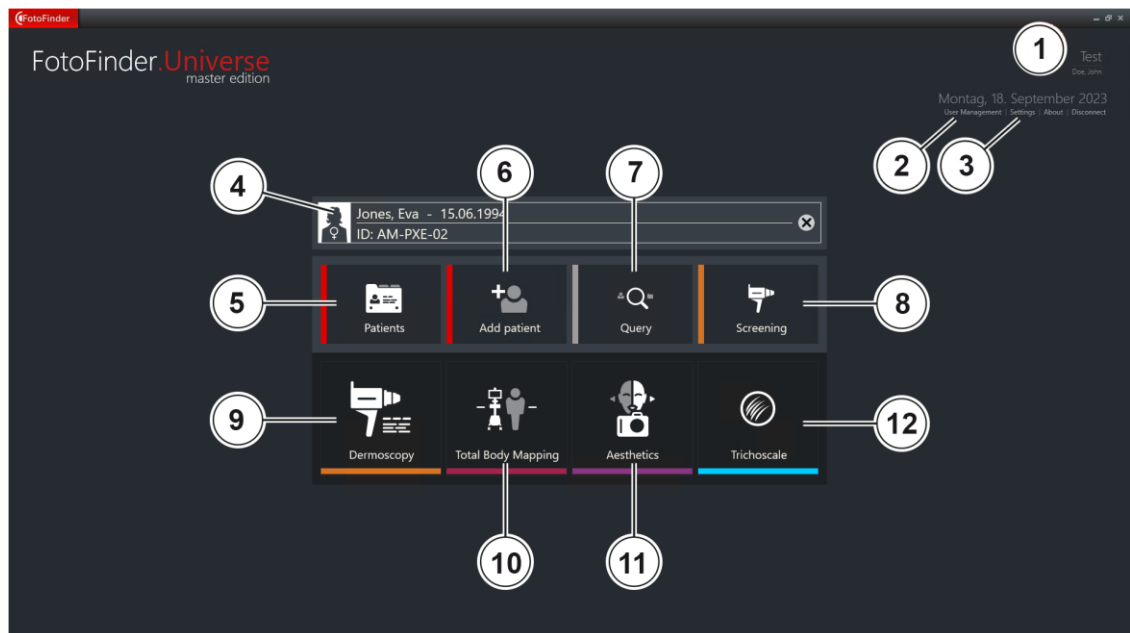 FotoFinder
FotoFinder.Universe
master edition
1
Test
Doe, John
Montag, 18. September 2023
User Management | Settings | About | Disconnect
2
3
4
6
7
Jones, Eva - 15.06.1994
ID: AM-PXE-02
5
Patients
Add patient
Query
Screening
8
9
Dermoscopy
Total Body Mapping
Aesthetics
Trichoscale
12
10
11